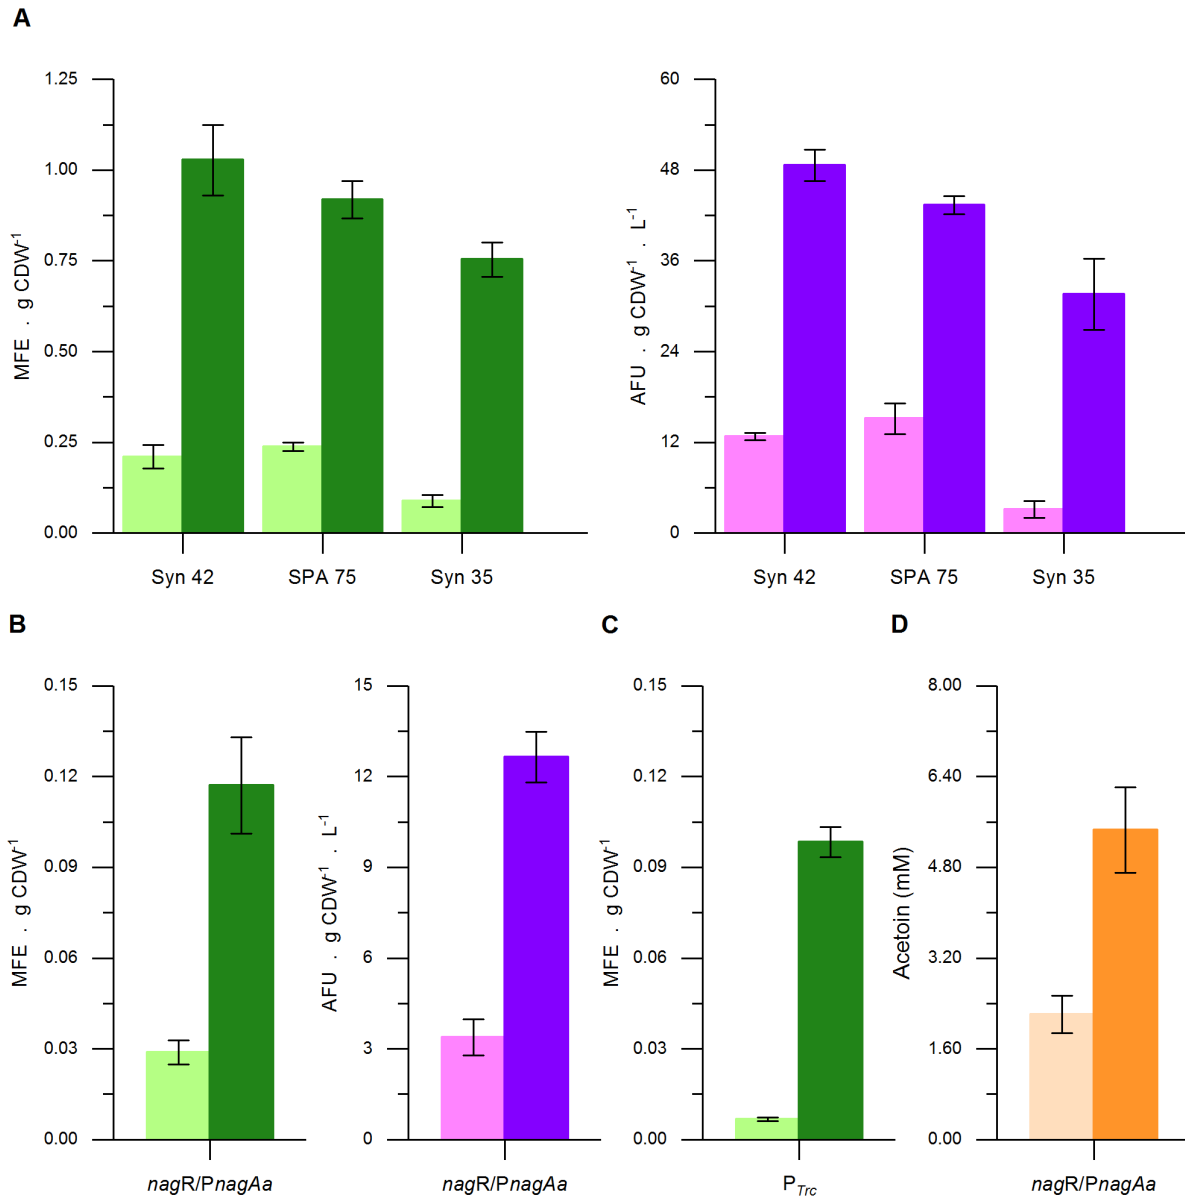 A
1.25
1.00
0.75
0.50
0.25
0.00
MFE . g CDW-1
Syn 42
SPA 75
Syn 35
60
48
36
24
12
0
AFU . g CDW-1 . L-1
Syn 42
SPA 75
Syn 35
B
0.15
0.12
0.09
0.06
0.03
0.00
MFE . g CDW-1
nagR/PnagAa
15
12
9
6
3
0
AFU . g CDW-1 . L-1
nagR/PnagAa
C
0.15
0.12
0.09
0.06
0.03
0.00
MFE . g CDW-1
PTrc
D
8.00
6.40
4.80
3.20
1.60
0.00
Acetoin (mM)
nagR/PnagAa